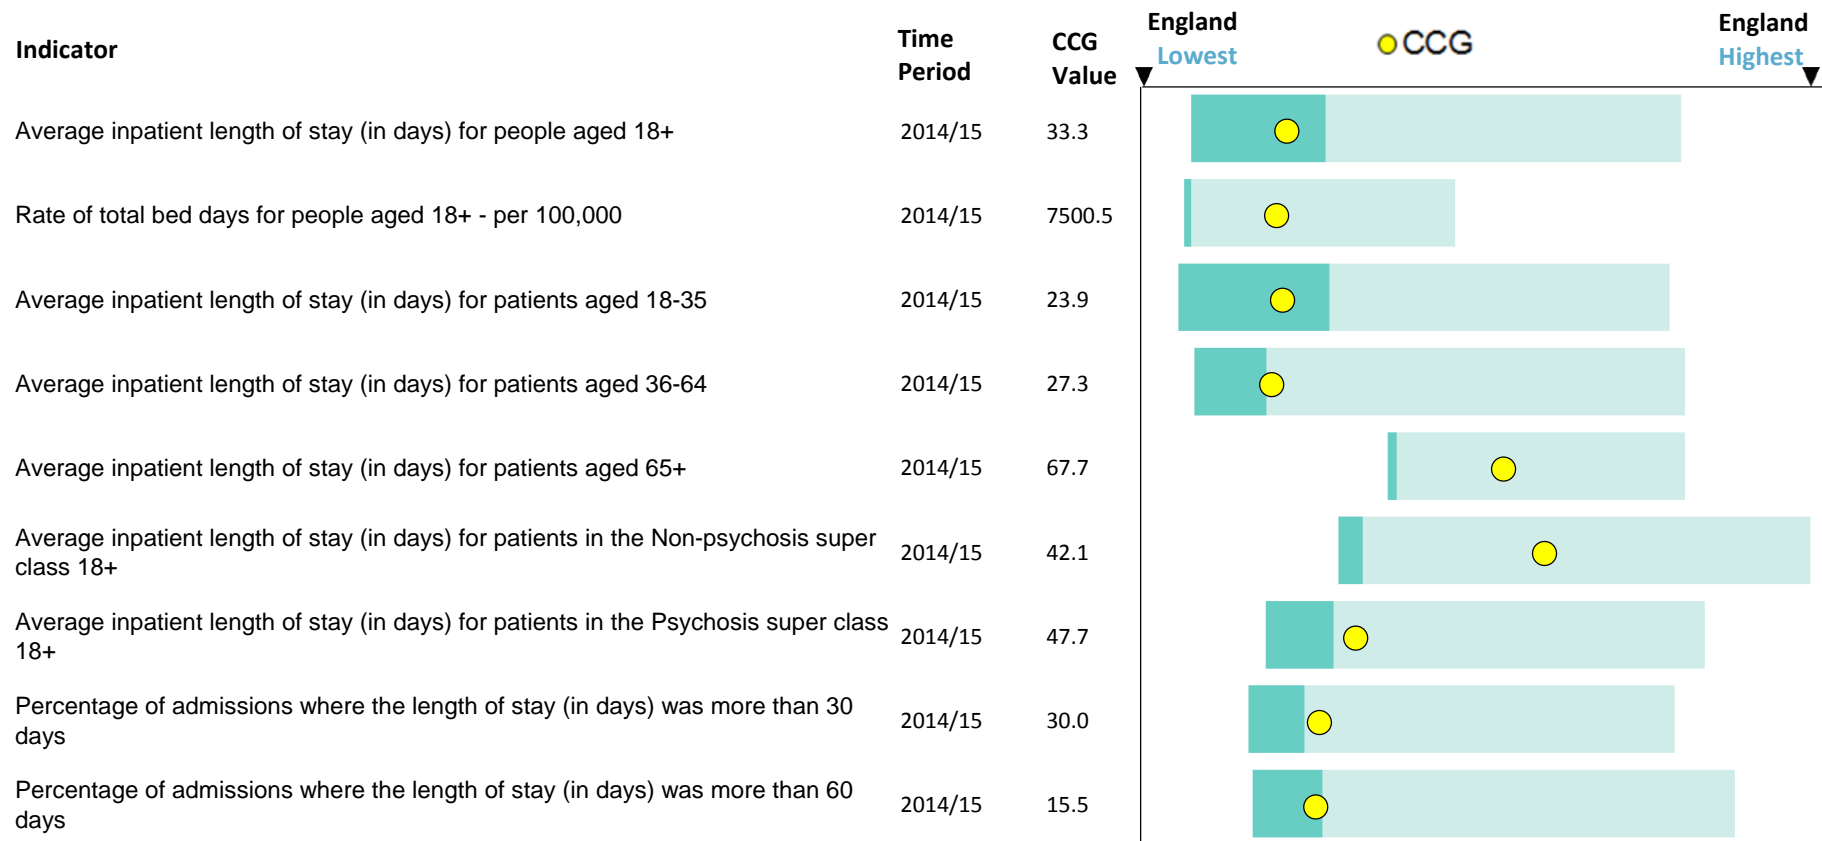 Indicator
Time Period
CCG Value
England Lowest
CCG
England Highest
Average inpatient length of stay (in days) for people aged 18+ 2014/15 33.3
Rate of total bed days for people aged 18+ - per 100,000 2014/15 7500.5
Average inpatient length of stay (in days) for patients aged 18-35 2014/15 23.9
Average inpatient length of stay (in days) for patients aged 36-64 2014/15 27.3
Average inpatient length of stay (in days) for patients aged 65+ 2014/15 67.7
Average inpatient length of stay (in days) for patients in the Non-psychosis super
class 18+ 2014/15 42.1
Average inpatient length of stay (in days) for patients in the Psychosis super class
18+ 2014/15 47.7
Percentage of admissions where the length of stay (in days) was more than 30
days 2014/15 30.0
Percentage of admissions where the length of stay (in days) was more than 60
days 2014/15 15.5